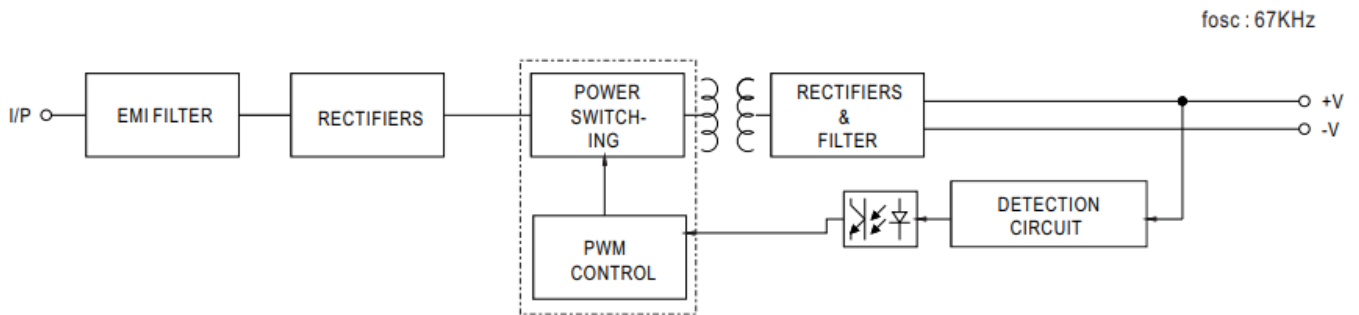 fosc : 67KHz
I/P
EMI FILTER
RECTIFIERS
POWER
SWITCH-
ING
RECTIFIERS
&
FILTER
+V
-V
DETECTION
CIRCUIT
PWM
CONTROL